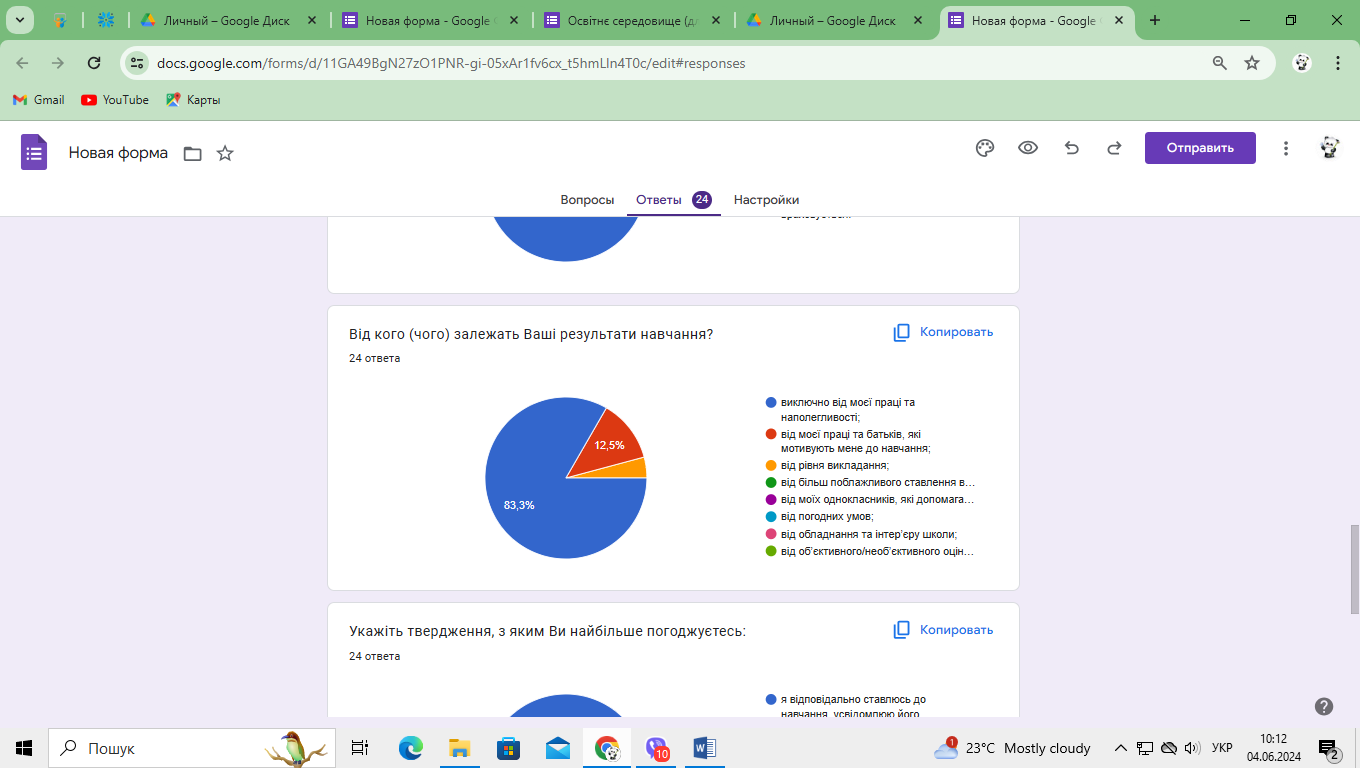 Личный – Google Диск
Новая форма - Google
Освітнє середовище
Личный – Google Диск
Новая форма - Google
docs.google.com/forms/d/11GA49BgN27zO1PNR-gi-05xAr1fv6cx_t5hmLln4T0c/edit#responses
Gmail YouTube Карты
Новая форма
Отправить
Вопросы Ответы 24 Настройки
Від кого (чого) залежать Ваші результати навчання?
Копировать
24 ответа
12,5%
83,3%
виключно від моєї праці та
наполегливості;
від моєї праці та батьків, які
мотивують мене до навчання;
від рівня викладання;
від більш поблажливого ставлення в…
від моїх однокласників, які допомага…
від погодних умов;
від обладнання та інтер'єру школи;
від об'єктивного/необ'єктивного оцін…
Укажіть твердження, з яким Ви найбільше погоджуєтесь:
Копировать
24 ответа
я відповідально ставлюсь до
навчання, усвідомлюю його
Пошук
10
1
23°C Mostly cloudy
УКР
10:12
04.06.2024
2